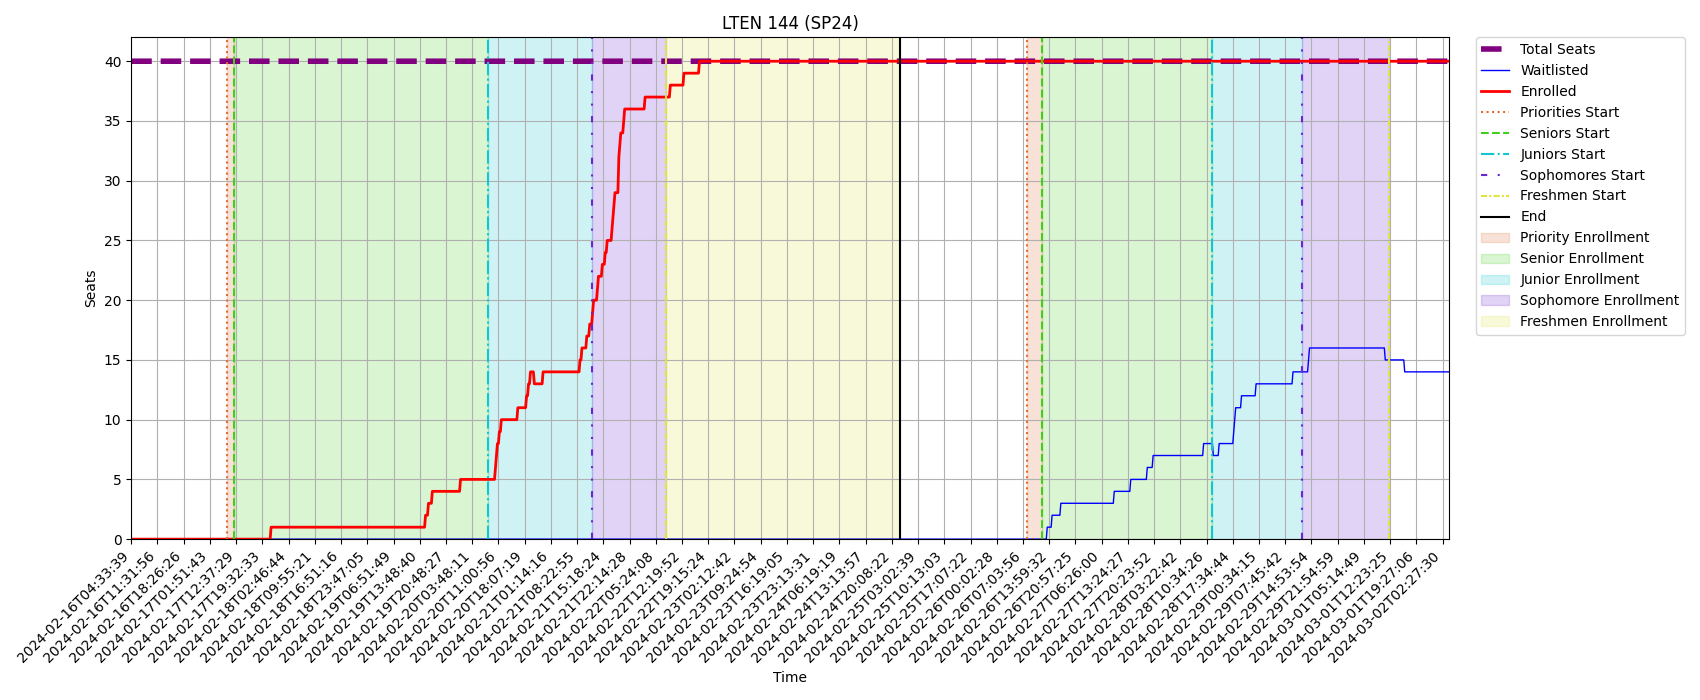 LTEN 144 (SP24)
Seats
40
35
30
25
20
15
10
5
0
2024-02-16T04:33:39
2024-02-16T11:31:56
2024-02-16T18:26:26
2024-02-17T01:51:43
2024-02-17T12:37:29
2024-02-17T19:32:33
2024-02-18T02:46:44
2024-02-18T09:55:21
2024-02-18T16:51:16
2024-02-18T23:47:05
2024-02-19T06:51:49
2024-02-19T13:48:40
2024-02-19T20:48:27
2024-02-20T03:48:11
2024-02-20T11:00:56
2024-02-20T18:07:19
2024-02-21T01:14:16
2024-02-21T08:22:55
2024-02-21T15:18:24
2024-02-21T22:14:28
2024-02-22T05:24:08
2024-02-22T12:19:52
2024-02-22T19:15:24
2024-02-23T02:12:42
2024-02-23T09:24:54
2024-02-23T16:19:05
2024-02-23T23:13:31
2024-02-24T06:19:19
2024-02-24T13:13:57
2024-02-24T20:08:22
2024-02-25T03:02:39
2024-02-25T10:13:03
2024-02-25T17:07:22
2024-02-26T00:02:28
2024-02-26T07:03:56
2024-02-26T13:59:32
2024-02-26T20:57:25
2024-02-27T06:26:00
2024-02-27T13:24:27
2024-02-27T20:23:52
2024-02-28T03:22:42
2024-02-28T10:34:26
2024-02-28T17:34:44
2024-02-29T00:34:15
2024-02-29T07:45:42
2024-02-29T14:53:54
2024-02-29T21:54:59
2024-03-01T05:14:49
2024-03-01T12:23:25
2024-03-01T19:27:06
2024-03-02T02:27:30
Time
Total Seats
Waitlisted
Enrolled
Priorities Start
Seniors Start
Juniors Start
Sophomores Start
Freshmen Start
End
Priority Enrollment
Senior Enrollment
Junior Enrollment
Sophomore Enrollment
Freshmen Enrollment